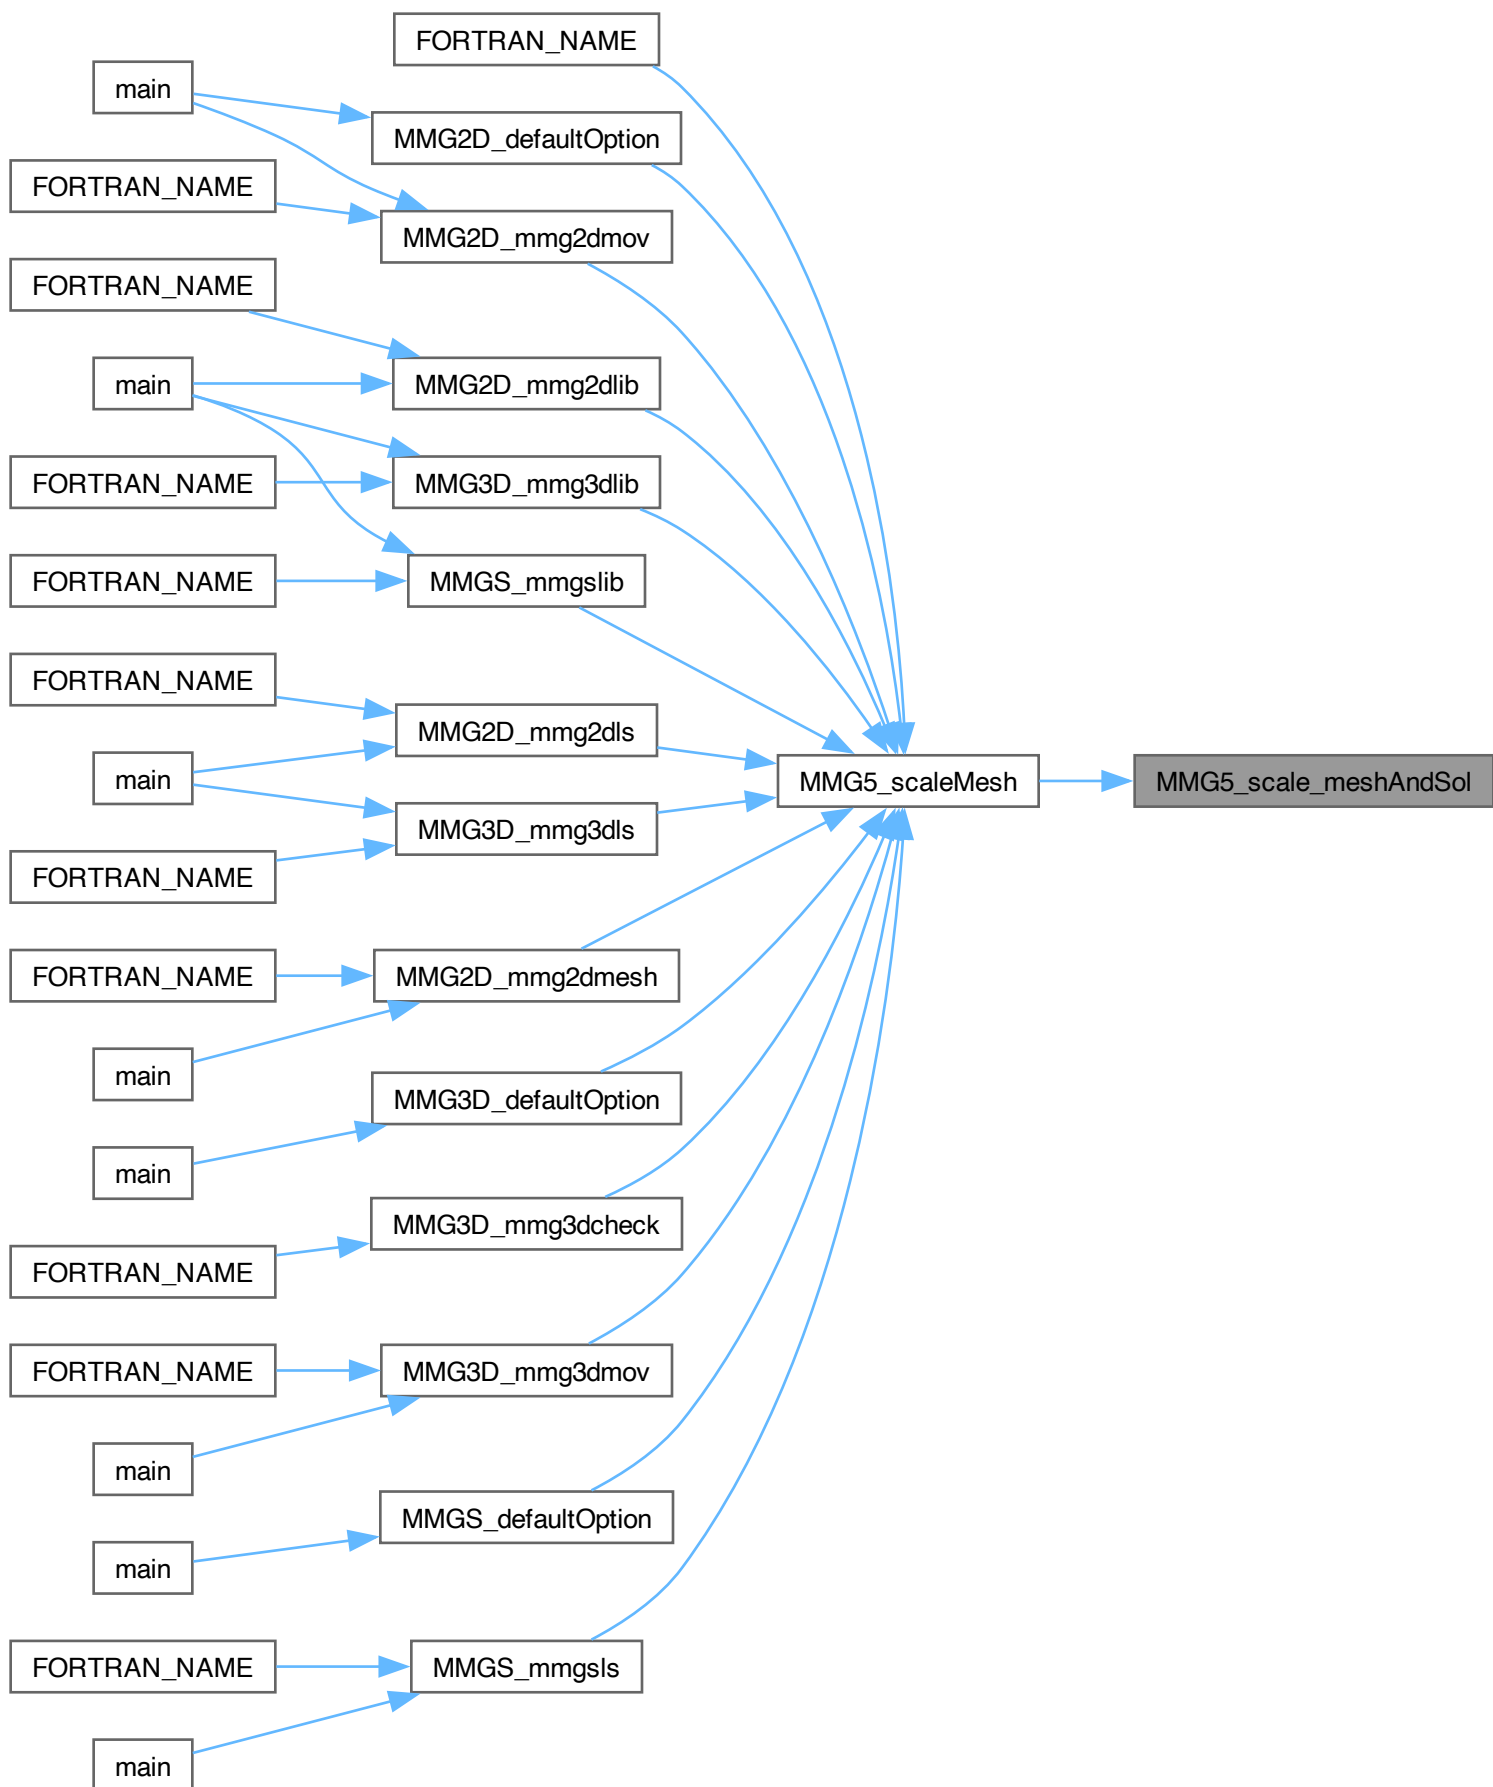 FORTRAN_NAME
main
MMG2D_defaultOption
FORTRAN_NAME
MMG2D_mmg2dmov
FORTRAN_NAME
main
MMG2D_mmg2dlib
FORTRAN_NAME
MMG3D_mmg3dlib
FORTRAN_NAME
MMGS_mmgslib
FORTRAN_NAME
MMG2D_mmg2dls
main
MMG5_scaleMesh
MMG5_scale_meshAndSol
MMG3D_mmg3dls
FORTRAN_NAME
FORTRAN_NAME
MMG2D_mmg2dmesh
main
MMG3D_defaultOption
main
MMG3D_mmg3dcheck
FORTRAN_NAME
FORTRAN_NAME
MMG3D_mmg3dmov
main
MMGS_defaultOption
main
FORTRAN_NAME
MMGS_mmgsls
main